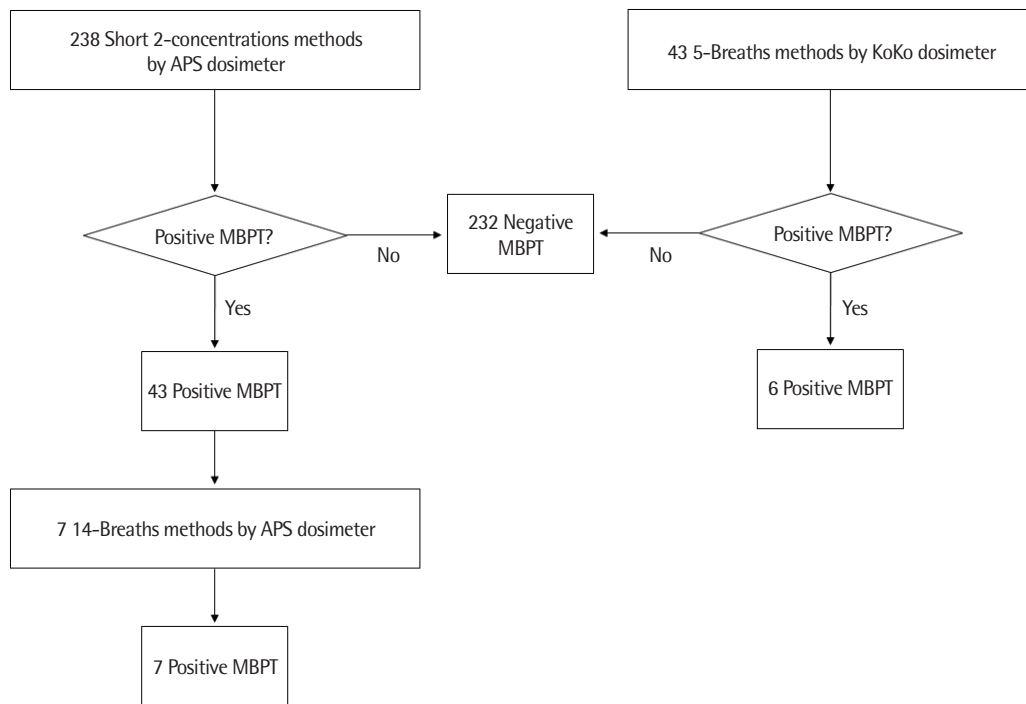 238 Short 2-concentrations methods
by APS dosimeter
43 5-Breaths methods by KoKo dosimeter
Positive MBPT?
No
232 Negative
MBPT
No
Positive MBPT?
Yes
Yes
43 Positive MBPT
6 Positive MBPT
7 14-Breaths methods by APS dosimeter
7 Positive MBPT